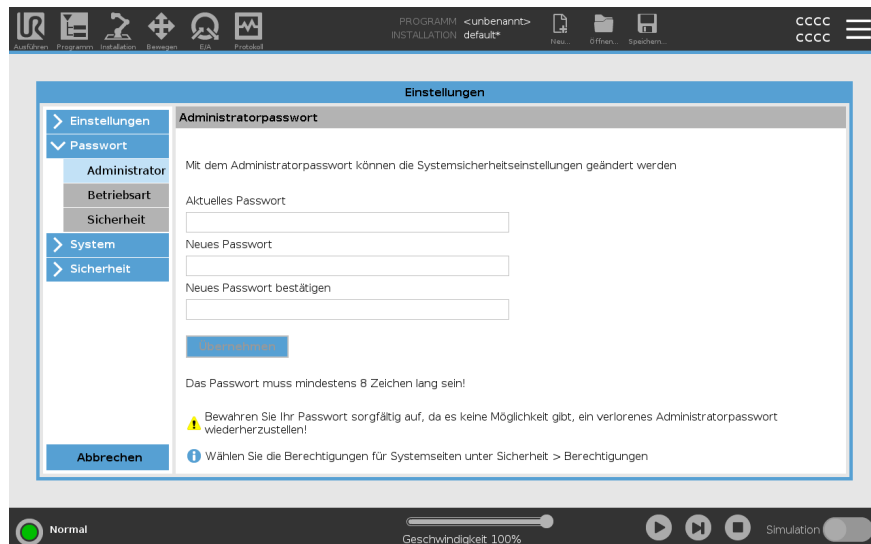 PROGRAMM <unbenannt>
INSTALLATION default*
cccc
cccc
Ausführen Programm Installation Bewegen E/A Protokoll
Neu... Öffnen... Speichern...
Einstellungen
Einstellungen
Passwort
Administrator
Betriebsart
Sicherheit
System
Sicherheit
Abbrechen
Administratorpasswort
Mit dem Administratorpasswort können die Systemsicherheitseinstellungen geändert werden
Aktuelles Passwort
Neues Passwort
Neues Passwort bestätigen
Übernehmen
Das Passwort muss mindestens 8 Zeichen lang sein!
Bewahren Sie Ihr Passwort sorgfältig auf, da es keine Möglichkeit gibt, ein verlorenes Administratorpasswort
wiederherzustellen!
Wählen Sie die Berechtigungen für Systemseiten unter Sicherheit > Berechtigungen
Normal
Geschwindigkeit 100%
Simulation